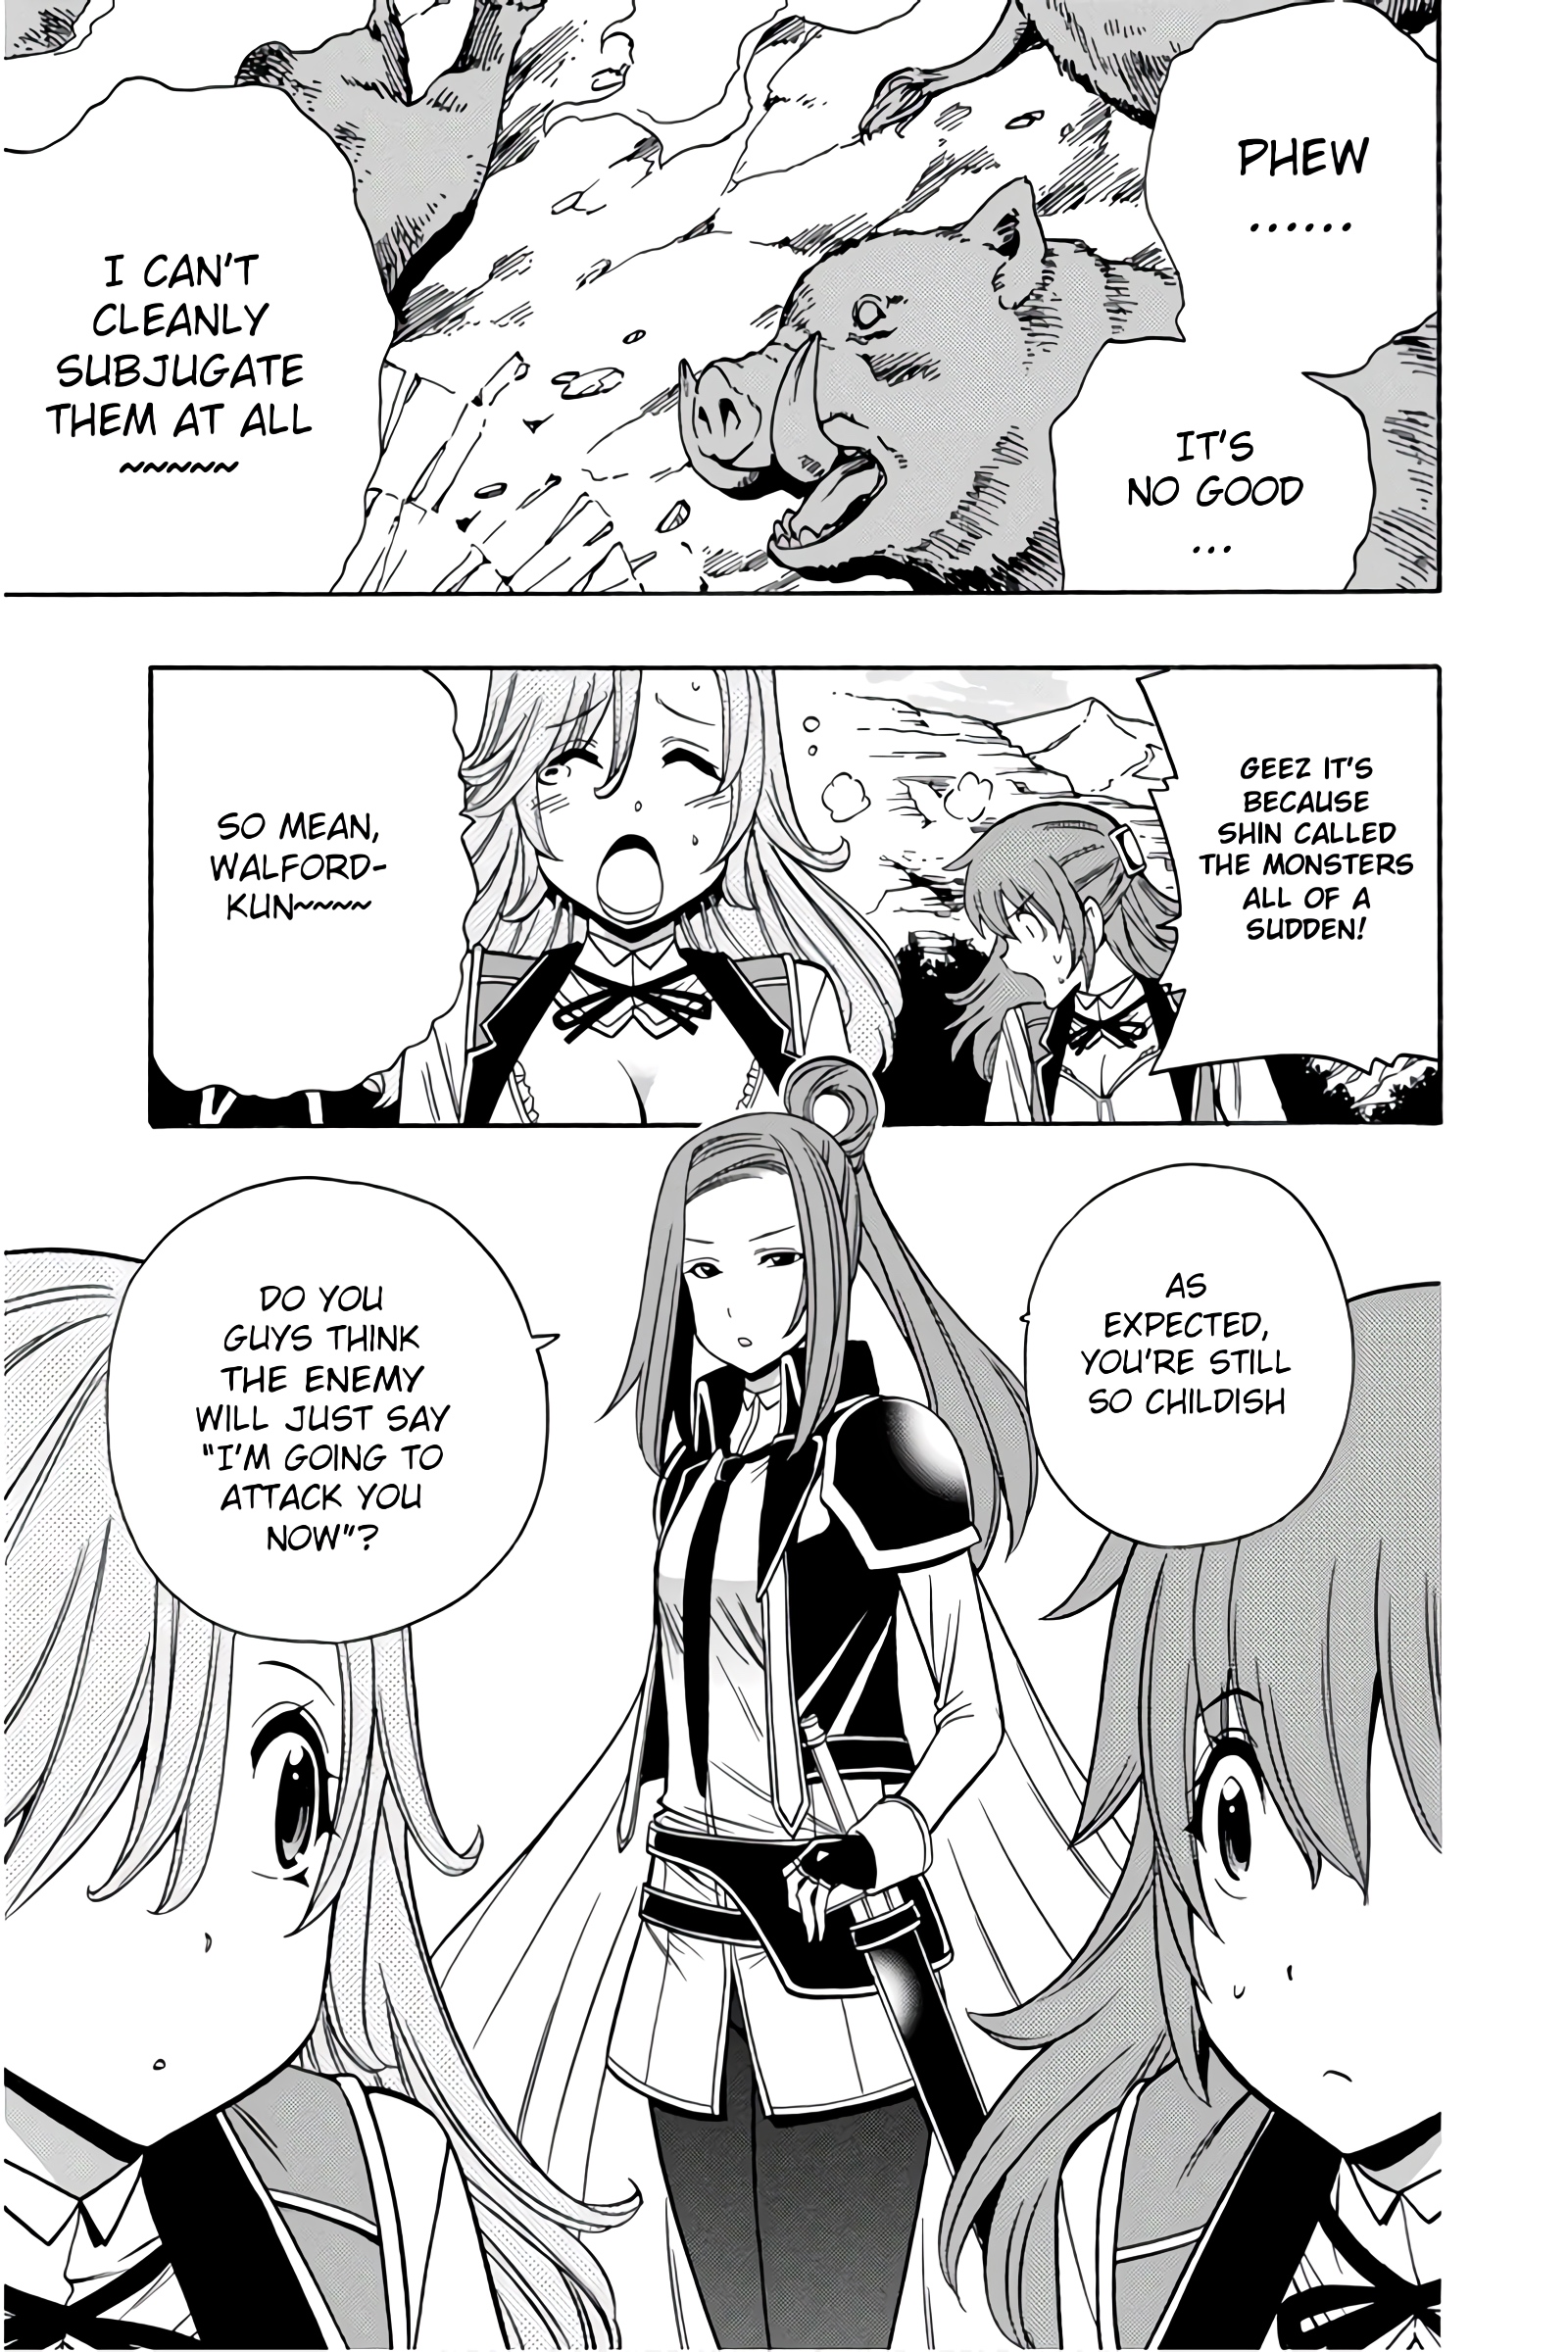 PHEW
......
IT'S
NO GOOD
...
I CAN'T
CLEANLY
SUBJUGATE
THEM AT ALL
~~~~~
GEEZ IT'S
BECAUSE
SHIN CALLED
THE MONSTERS
ALL OF A
SUDDEN!
SO MEAN,
WALFORD-
KUN~~~~
AS
EXPECTED,
YOU'RE STILL
SO CHILDISH
DO YOU
GUYS THINK
THE ENEMY
WILL JUST SAY
"I'M GOING TO
ATTACK YOU
NOW"?